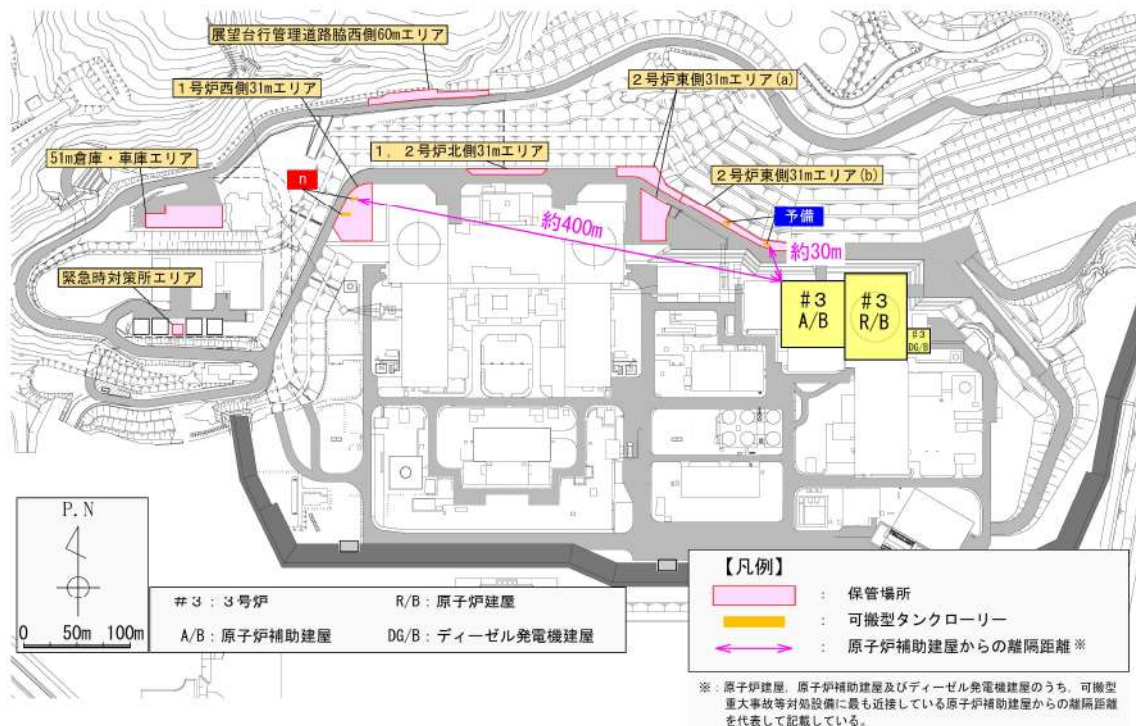 展望台行管理道路脇西側60mエリア
1号炉西側31mエリア
2号炉東側31mエリア(a)
51m倉庫・車庫エリア
1,2号炉北側31mエリア
n
2号炉東側31mエリア(b)
予備
約400m
約30m
緊急時対策所エリア
#3
A/B
#3
R/B
#3
DG/B
P.N
0 50m 100m
#3:3号炉
R/B:原子炉建屋
A/B:原子炉補助建屋
DG/B:ディーゼル発電機建屋
【凡例】
: 保管場所
: 可搬型タンクローリー
: 原子炉補助建屋からの離隔距離※
※:原子炉建屋,原子炉補助建屋及びディーゼル発電機建屋のうち,可搬型
重大事故等対処設備に最も近接している原子炉補助建屋からの離隔距離
を代表して記載している。